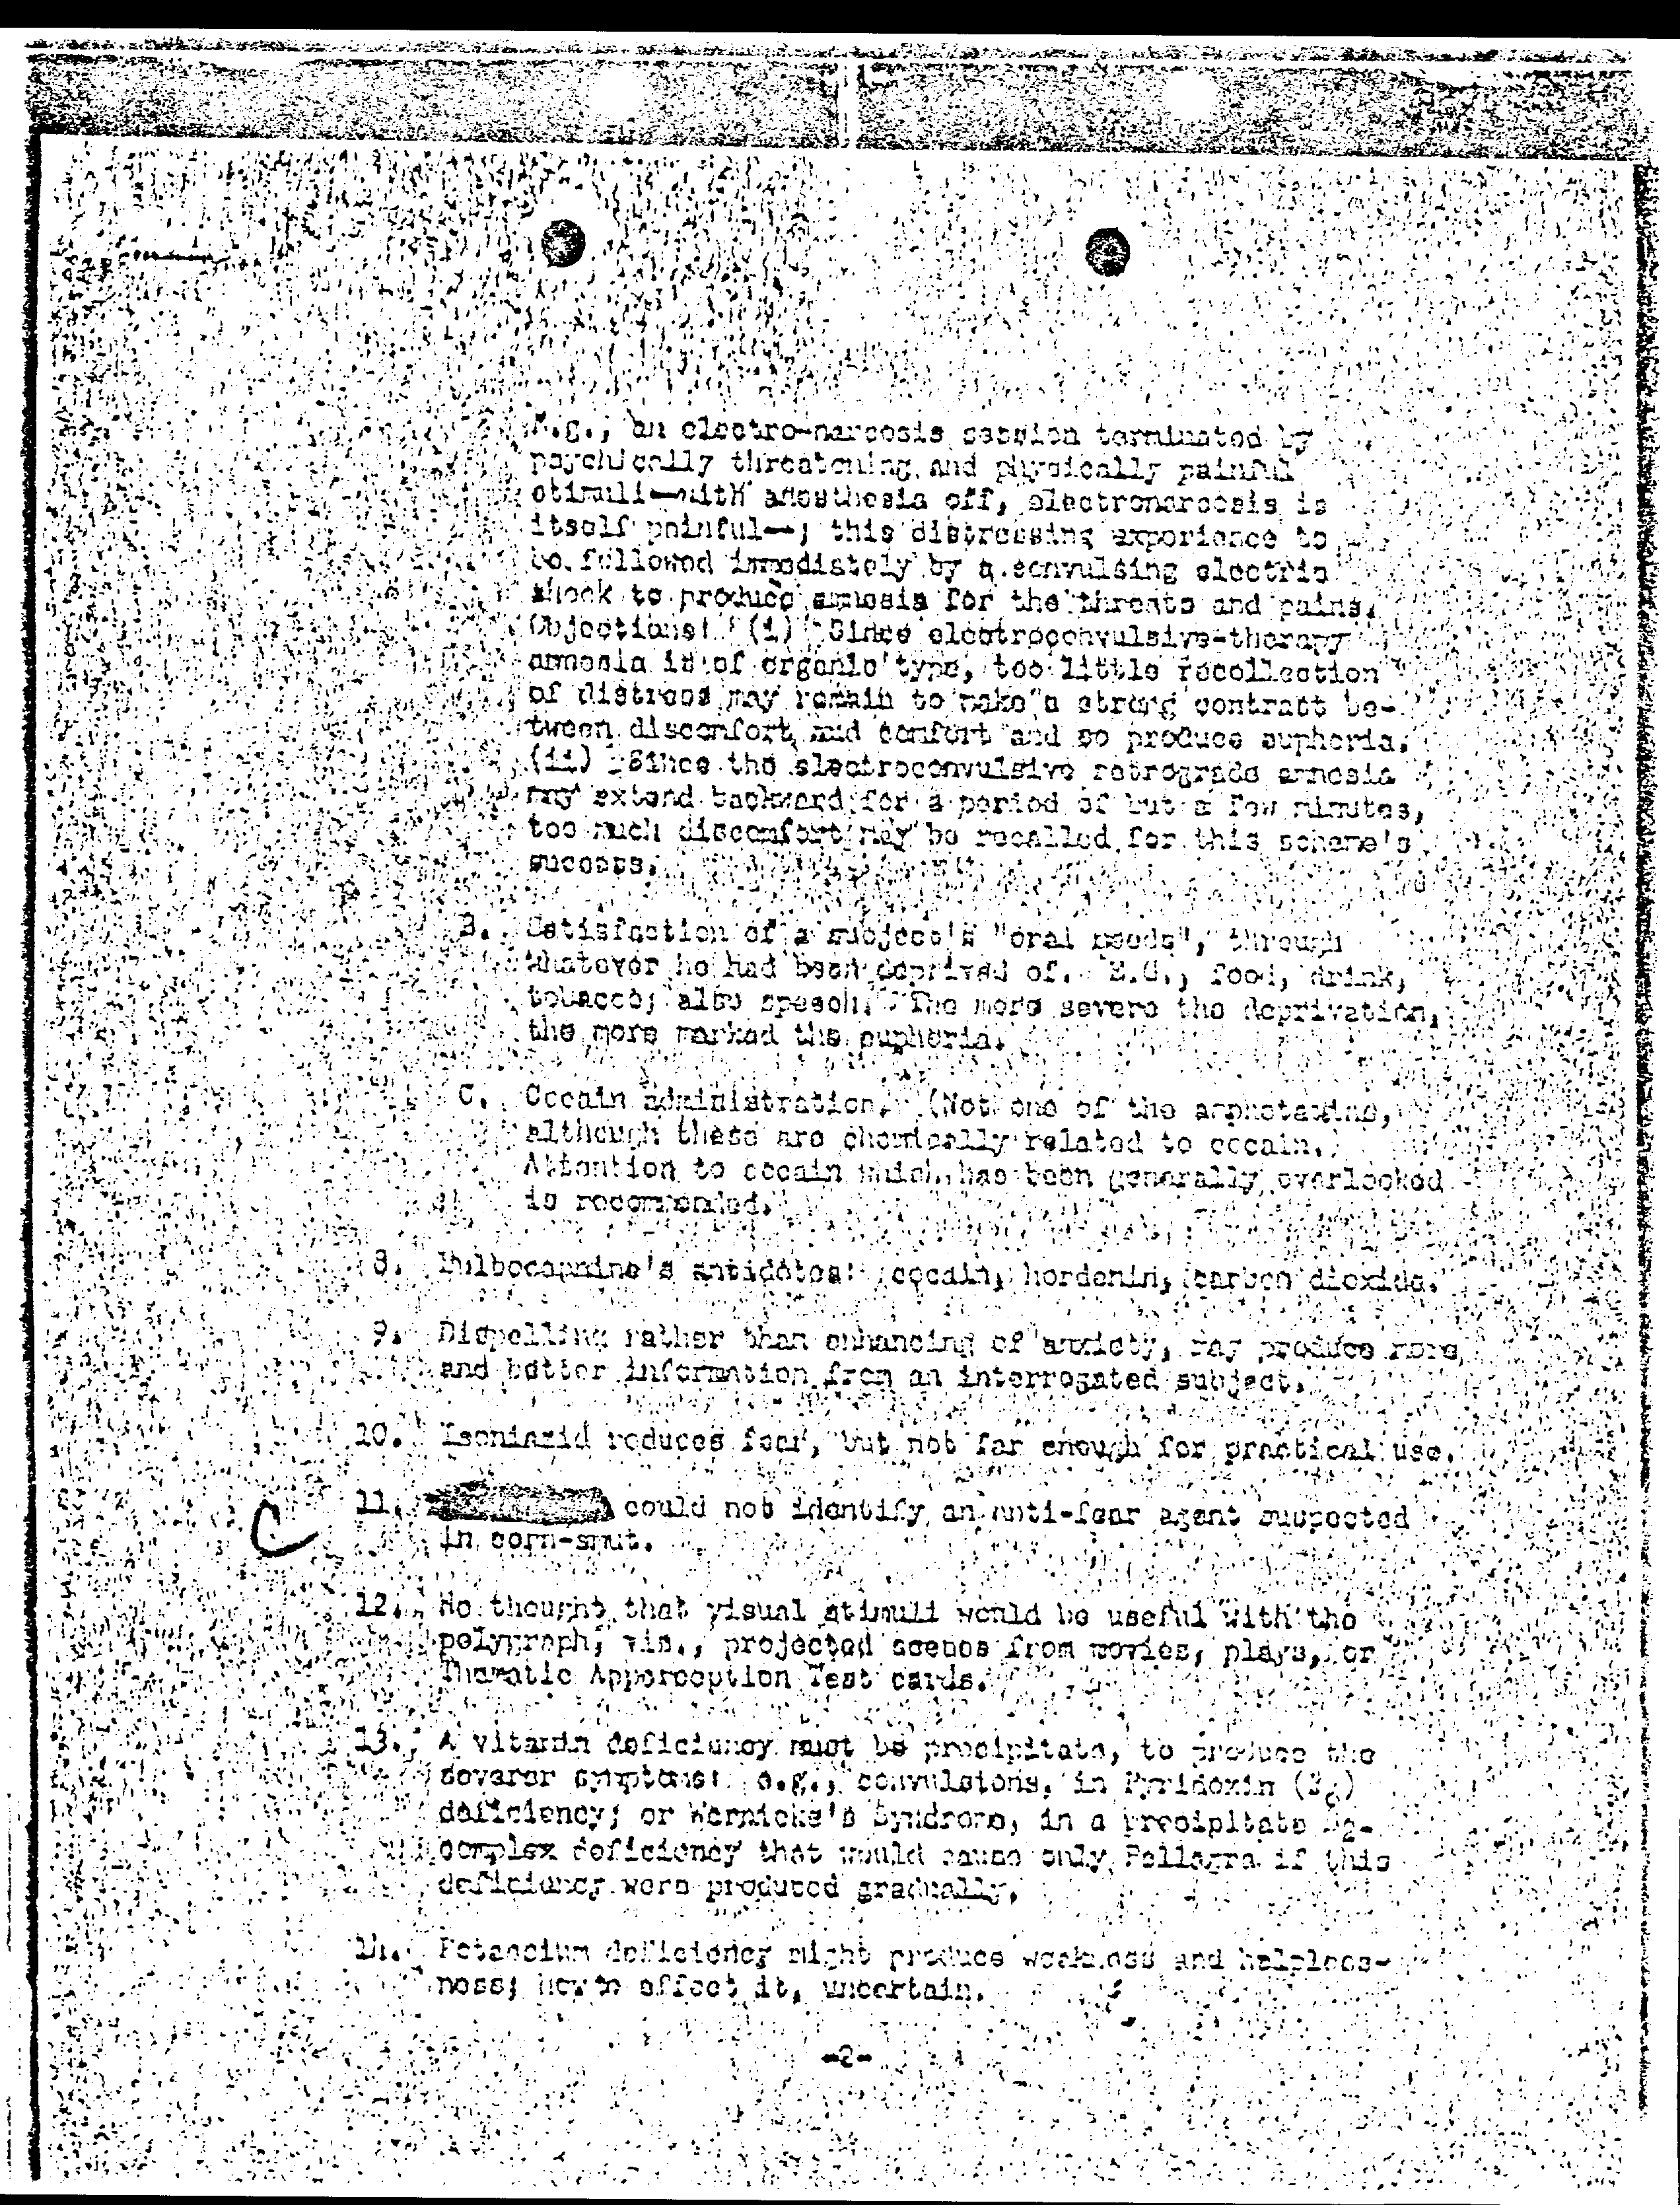 E.g., an electro-narcosis session terminated by
psychically threatening and physically painful
stimuli—with anesthesia off, electronarcosis is
itself painful—; this distressing experience to
be followed immediately by a convulsing electric
shock to produce amnesia for the threats and pains.
Objections: (i) Since electroconvulsive-therapy
amnesia is of organic type, too little recollection
of distress may remain to make a strong contrast be-
tween discomfort and comfort and so produce euphoria.
(ii) Since the electroconvulsive retrograde amnesia
may extend backward for a period of but a few minutes,
too much discomfort may be recalled for this scheme's
success.
B. Satisfaction of a subject's "oral needs", through
whatever he had been deprived of. E.G., food, drink,
tobacco; also speech. The more severe the deprivation,
the more marked the euphoria.
C. Cocain administration. (Not one of the amphetamine,
although these are chemically related to cocain.
Attention to cocain which has been generally overlooked
is recommended.
8. Bulbocapnine's antidotes: cocain, hordenin, carbon dioxide.
9. Dispelling rather than enhancing of anxiety, may produce more
and better information from an interrogated subject.
10. Isoniazid reduces fear, but not far enough for practical use.
C 11. could not identify an anti-fear agent suspected
in corn-smut.
12. He thought that visual stimuli would be useful with the
polygraph, viz., projected scenes from movies, plays, or
Thematic Apperception Test cards.
13. A vitamin deficiency must be precipitate, to produce the
severer symptoms: e.g., convulsions, in Pyridoxin (B6)
deficiency; or Wernicke's Syndrome, in a precipitate B2-
complex deficiency that would cause only Pellagra if this
deficiency were produced gradually.
14. Potassium deficiency might produce weakness and helpless-
ness; how to effect it, uncertain.
-2-